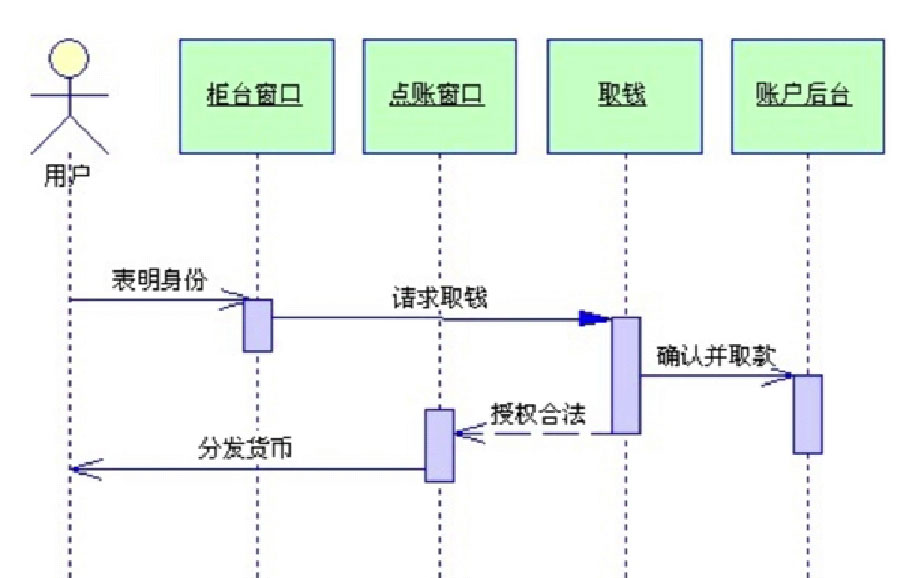 柜台窗口
点账窗口
取钱
账户后台
用户
表明身份
请求取钱
确认并取款
授权合法
分发货币